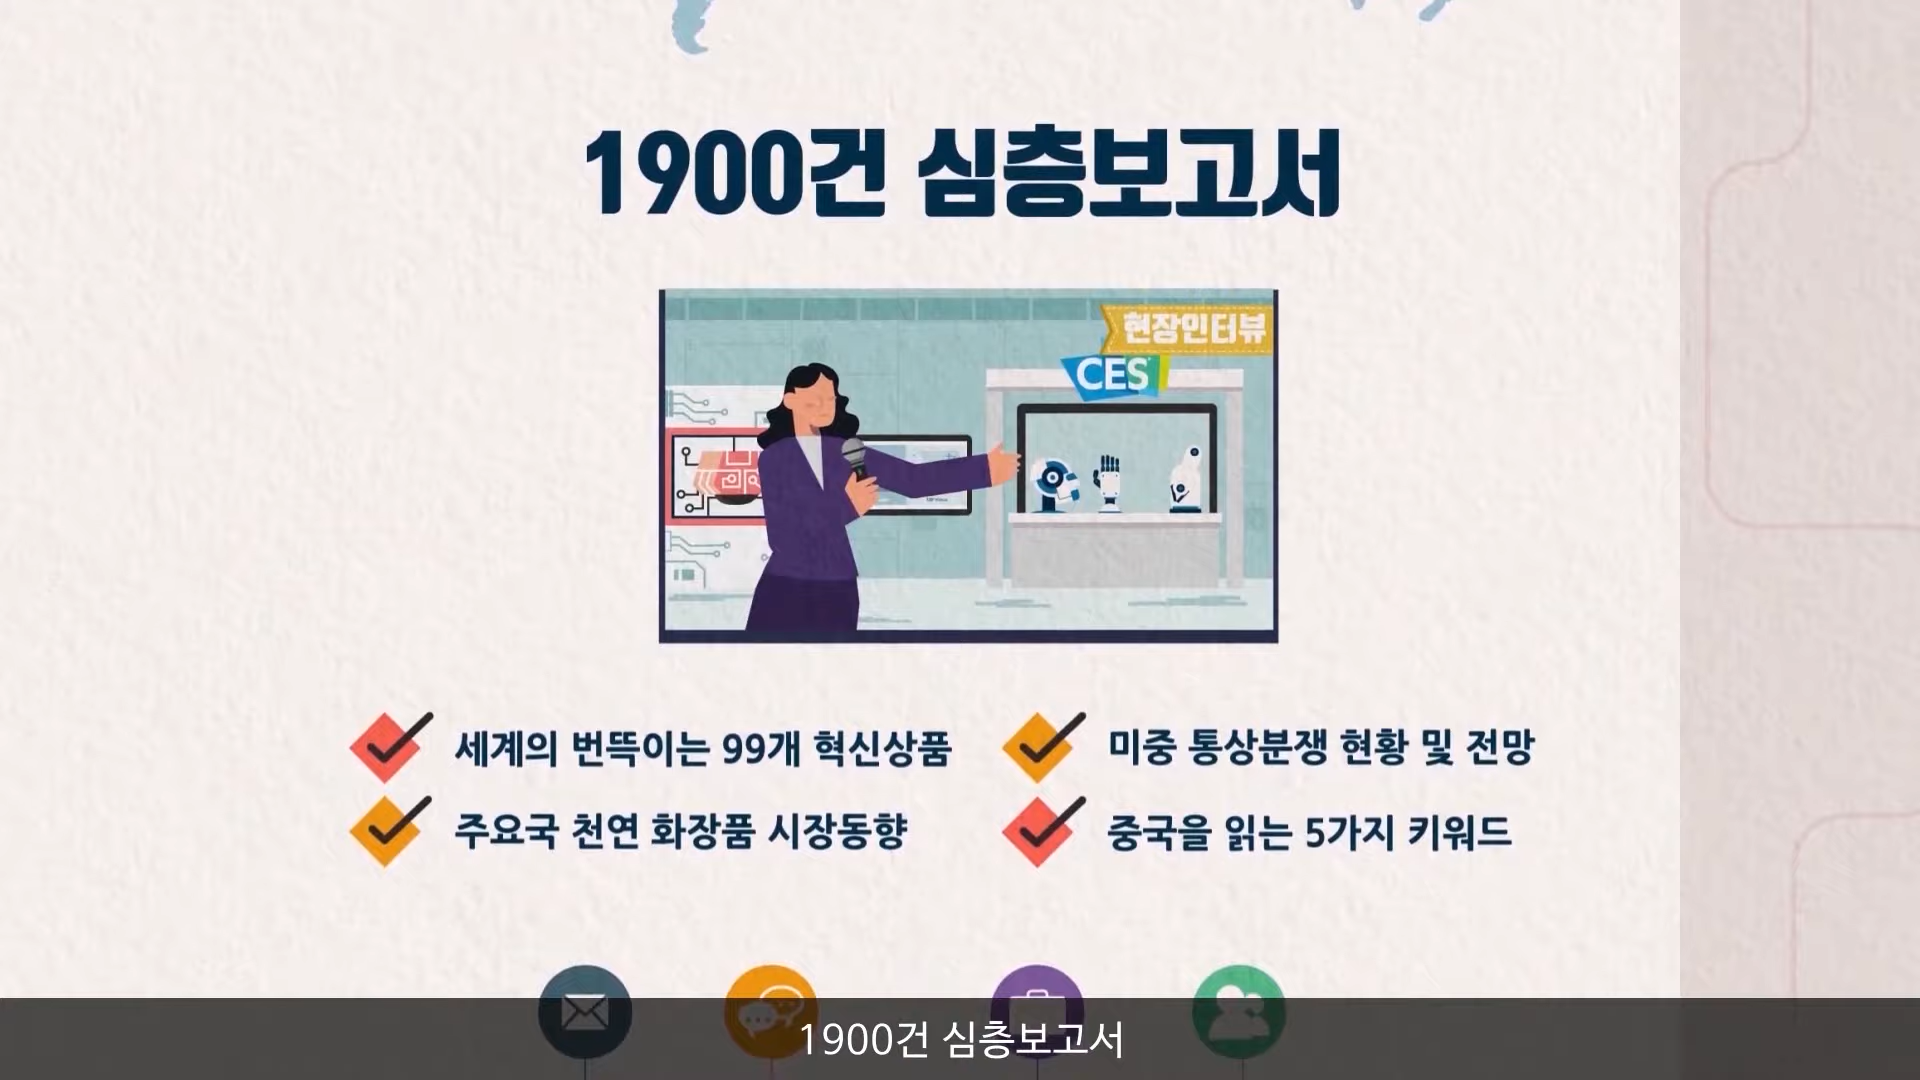 1900건 심층보고서
현장인터뷰
CES
세계의 번뜩이는 99개 혁신상품
미중 통상분쟁 현황 및 전망
주요국 천연 화장품 시장동향
중국을 읽는 5가지 키워드
1900건 심층보고서